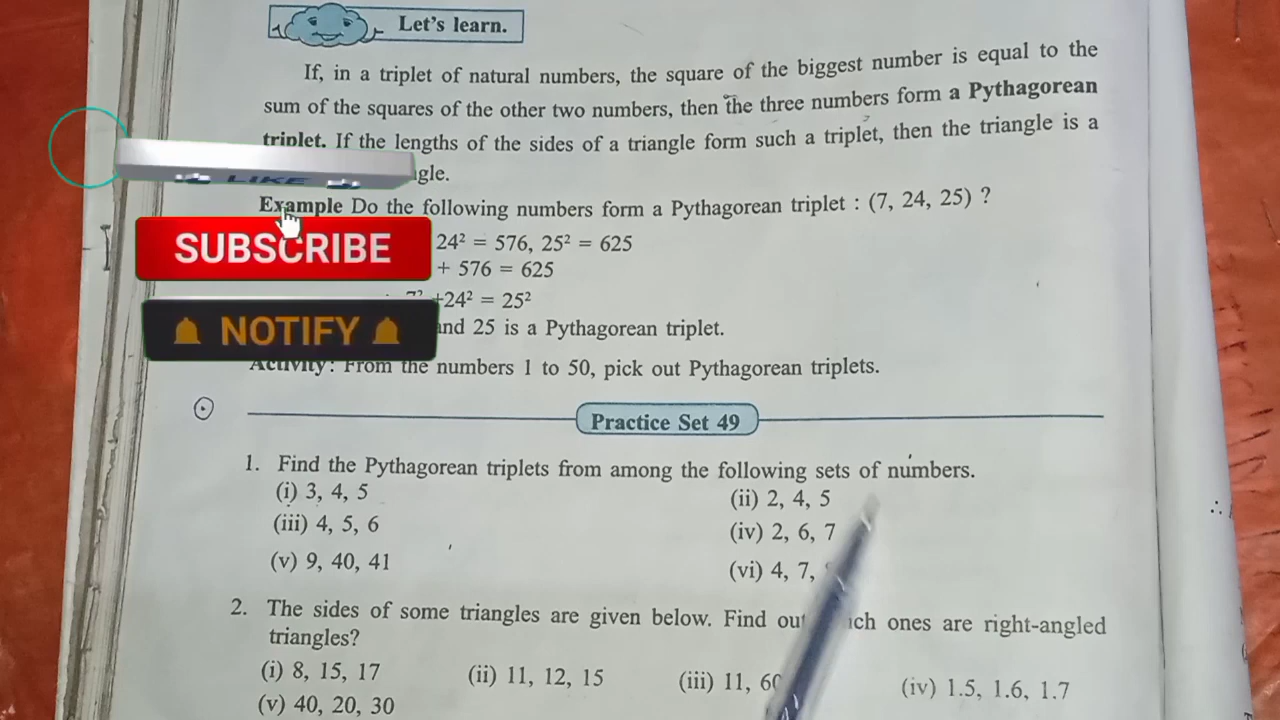 Let's learn.
If, in a triplet of natural numbers, the square of the biggest number is equal to the
sum of the squares of the other two numbers, then the three numbers form a Pythagorean
triplet. If the lengths of the sides of a triangle form such a triplet, then the triangle is a
LIKE
Example Do the following numbers form a Pythagorean triplet : (7, 24, 25) ?
SUBSCRIBE
24² = 576, 25² = 625
+ 576 = 625
+24² = 25²
NOTIFY
and 25 is a Pythagorean triplet.
Activity: From the numbers 1 to 50, pick out Pythagorean triplets.
Practice Set 49
1. Find the Pythagorean triplets from among the following sets of numbers.
(i) 3, 4, 5 (ii) 2, 4, 5
(iii) 4, 5, 6 (iv) 2, 6, 7
(v) 9, 40, 41 (vi) 4, 7,
2. The sides of some triangles are given below. Find out ones are right-angled
triangles?
(i) 8, 15, 17 (ii) 11, 12, 15 (iii) 11, (iv) 1.5, 1.6, 1.7
(v) 40, 20, 30